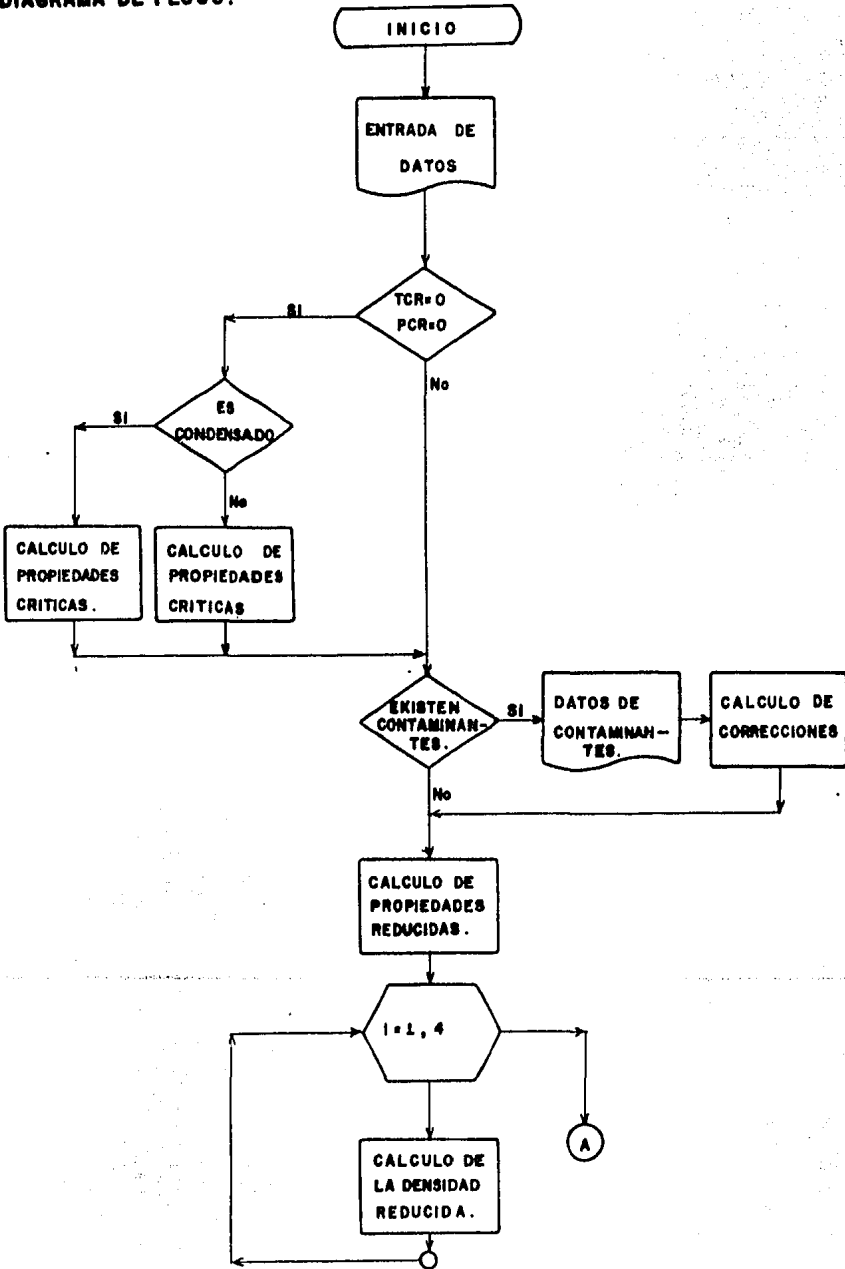 DIAGRAMA DE FLUJO.
INICIO
ENTRADA DE
DATOS
TCR=0
PCR=0
SI
No
ES
CONDENSADO
SI
No
CALCULO DE
PROPIEDADES
CRITICAS.
CALCULO DE
PROPIEDADES
CRITICAS
EXISTEN
CONTAMINAN-
TES.
SI
DATOS DE
CONTAMINAN-
TES.
CALCULO DE
CORRECCIONES
No
CALCULO DE
PROPIEDADES
REDUCIDAS.
I=1, 4
A
CALCULO DE
LA DENSIDAD
REDUCIDA.